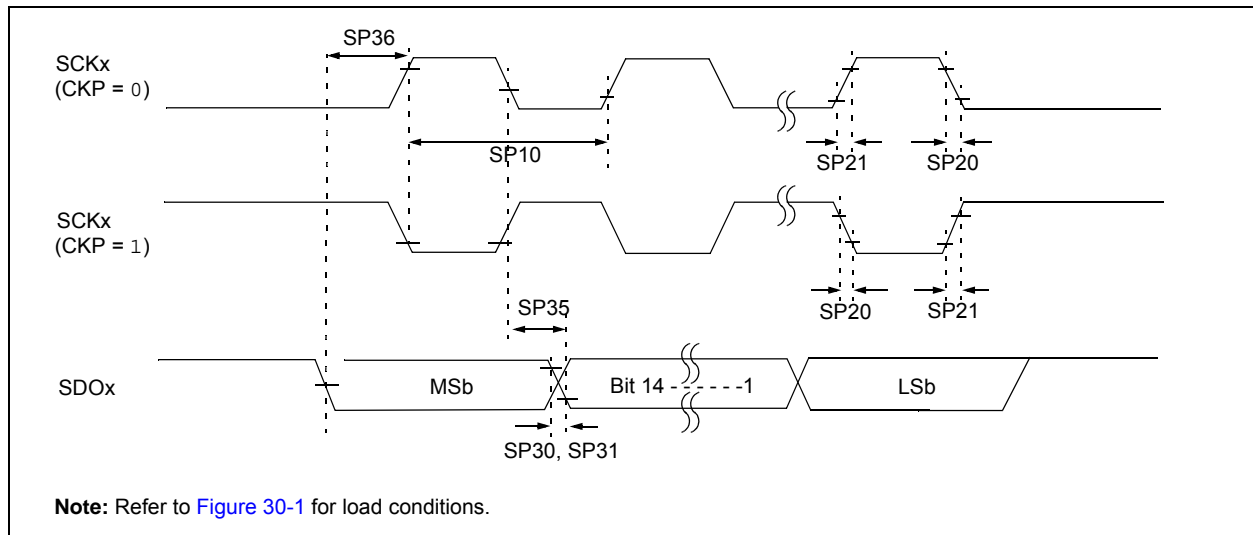 SP36
SCKx
(CKP = 0)
SP10
SP21
SP20
SCKx
(CKP = 1)
SP35
SP20
SP21
SDOx
MSb
Bit 14 - - - - - - -1
LSb
SP30, SP31
Note: Refer to Figure 30-1 for load conditions.